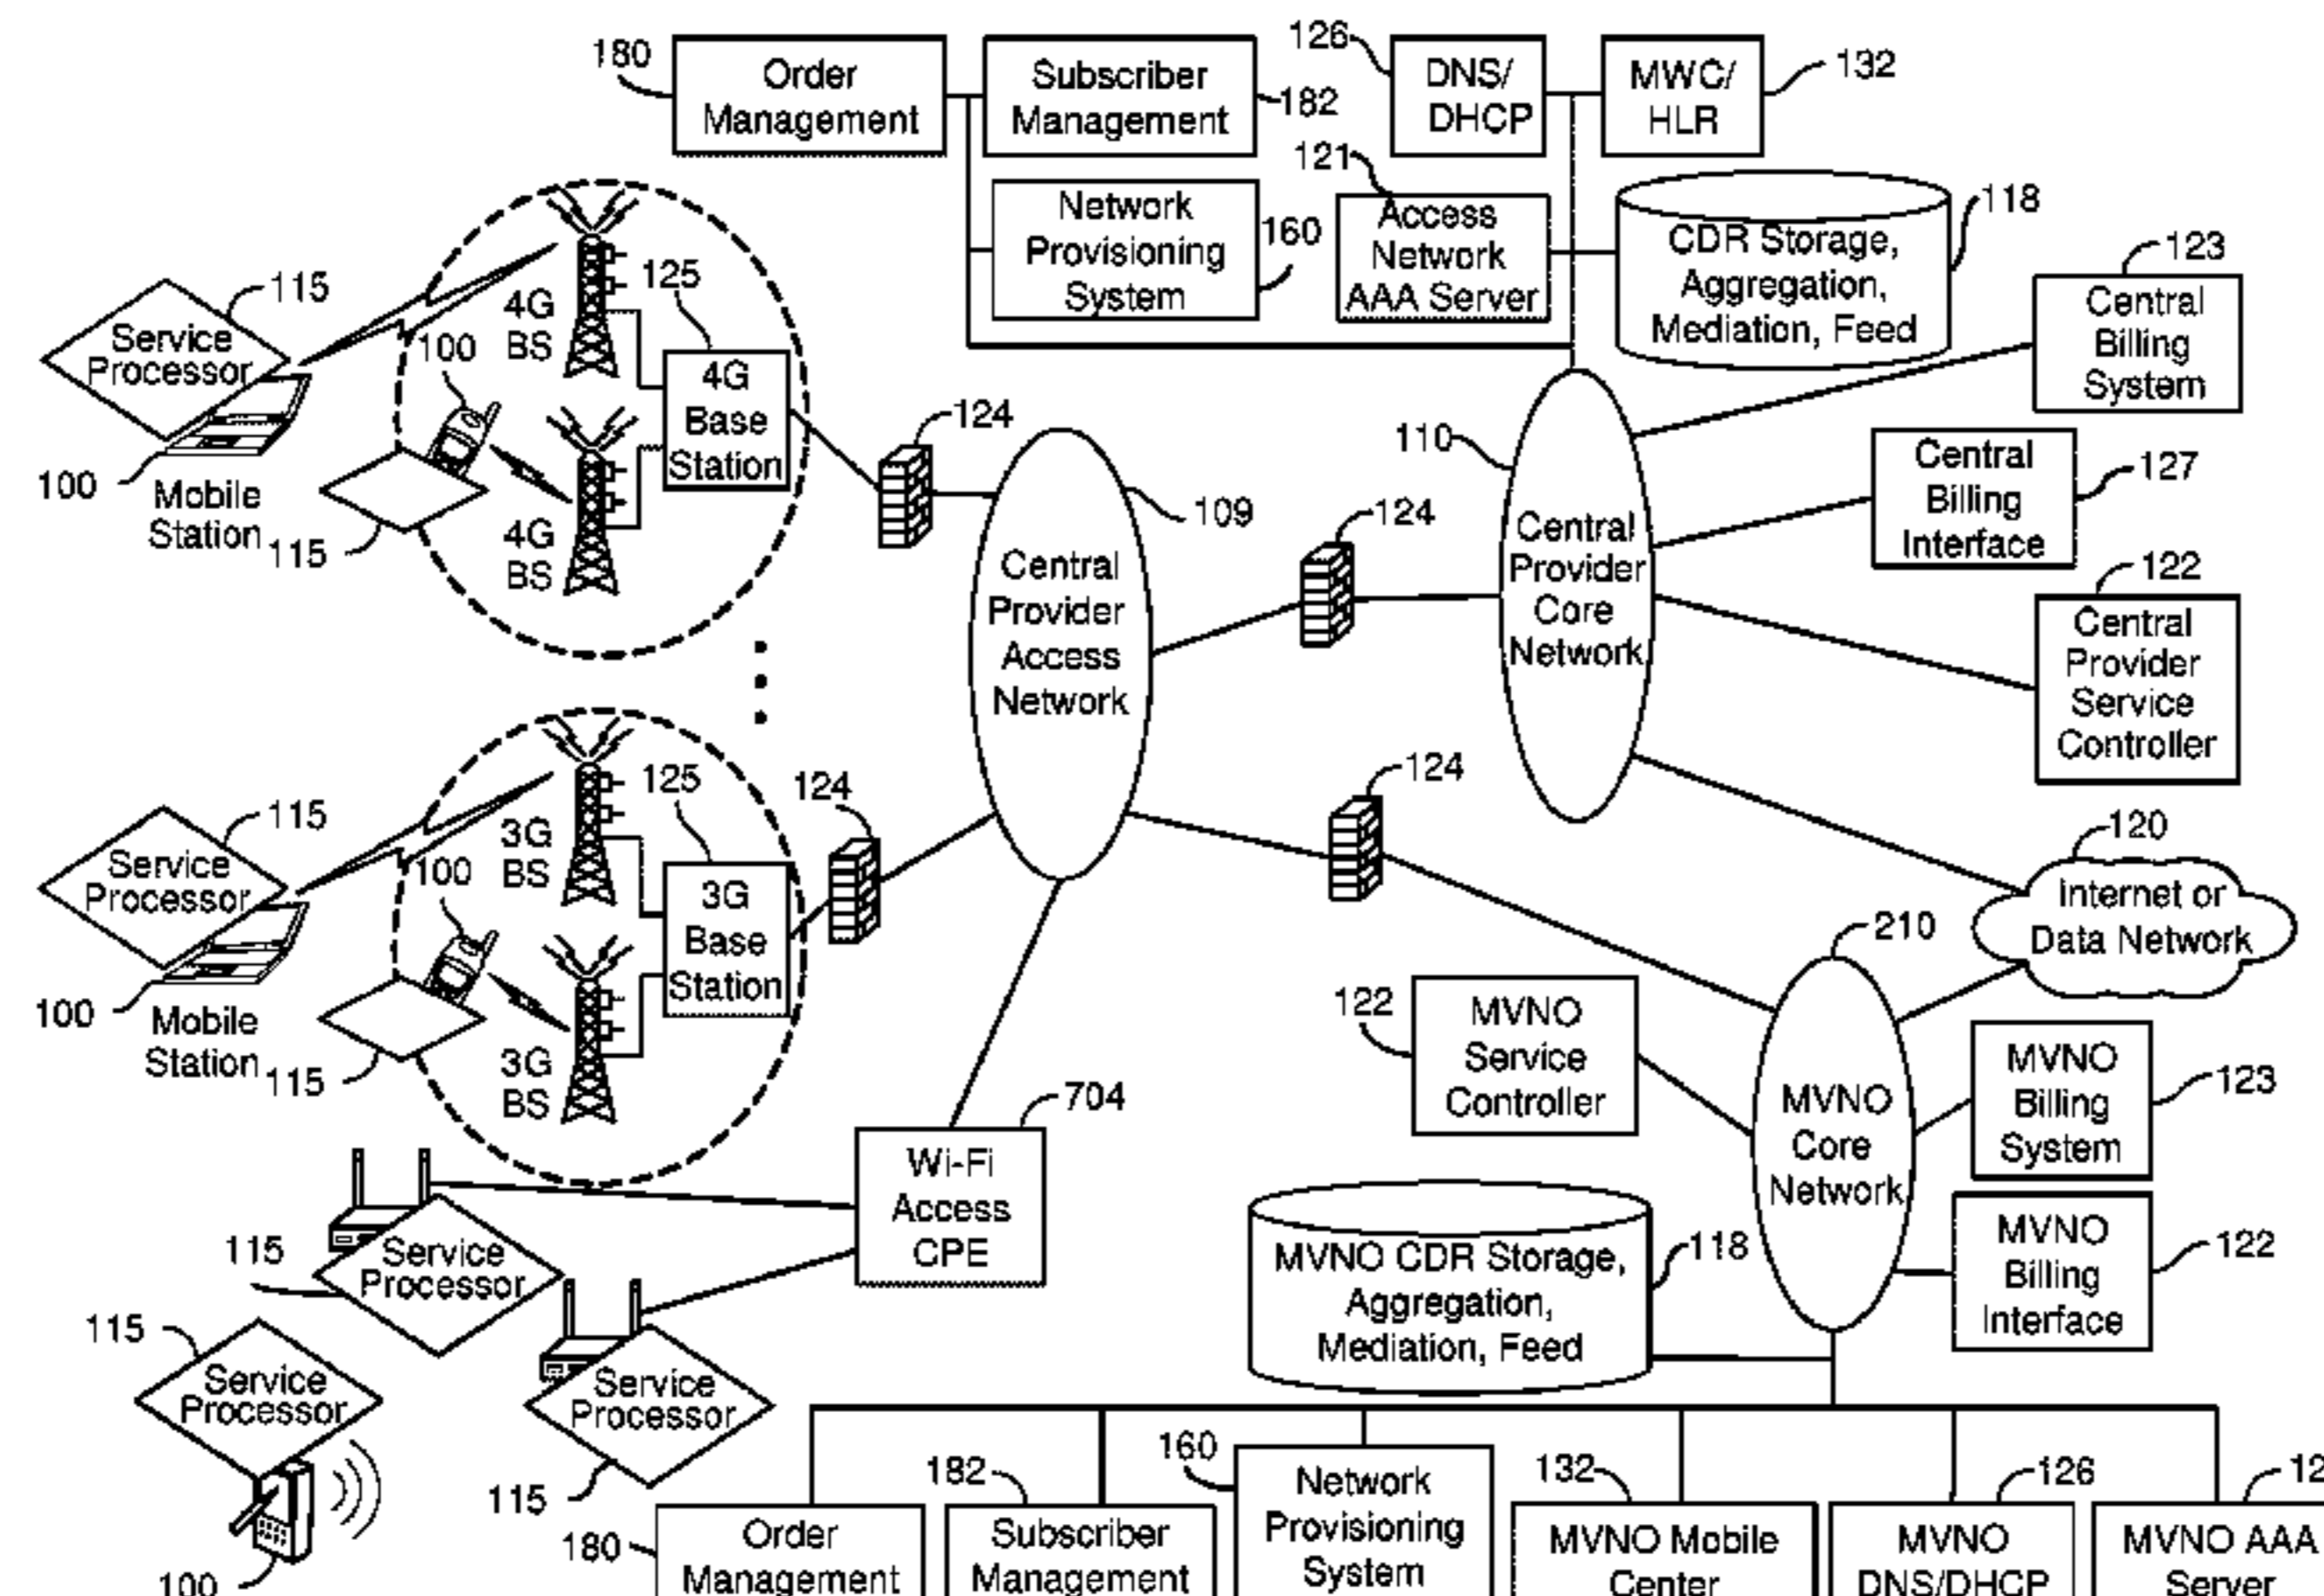 180
Order
Management
Subscriber
Management
182
126
DNS/
DHCP
MWC/
HLR
132
Network
Provisioning
System
160
121
Access
Network
AAA Server
CDR Storage,
Aggregation,
Mediation, Feed
118
123
Central
Billing
System
115
Service
Processor
100
Mobile
Station
115
100
4G
BS
4G
BS
125
4G
Base
Station
124
109
Central
Provider
Access
Network
124
110
Central
Provider
Core
Network
Central
Billing
Interface
127
122
Central
Provider
Service
Controller
115
Service
Processor
100
Mobile
Station
115
100
3G
BS
3G
BS
125
3G
Base
Station
124
124
120
Internet or
Data Network
210
MVNO
Core
Network
122
MVNO
Service
Controller
MVNO
Billing
System
123
MVNO
Billing
Interface
122
704
Wi-Fi
Access
CPE
115
Service
Processor
115
Service
Processor
100
Service
Processor
115
MVNO CDR Storage,
Aggregation,
Mediation, Feed
118
180
Order
Management
182
Subscriber
Management
160
Network
Provisioning
System
132
MVNO Mobile
Center
126
MVNO
DNS/DHCP
MVNO AAA
Server